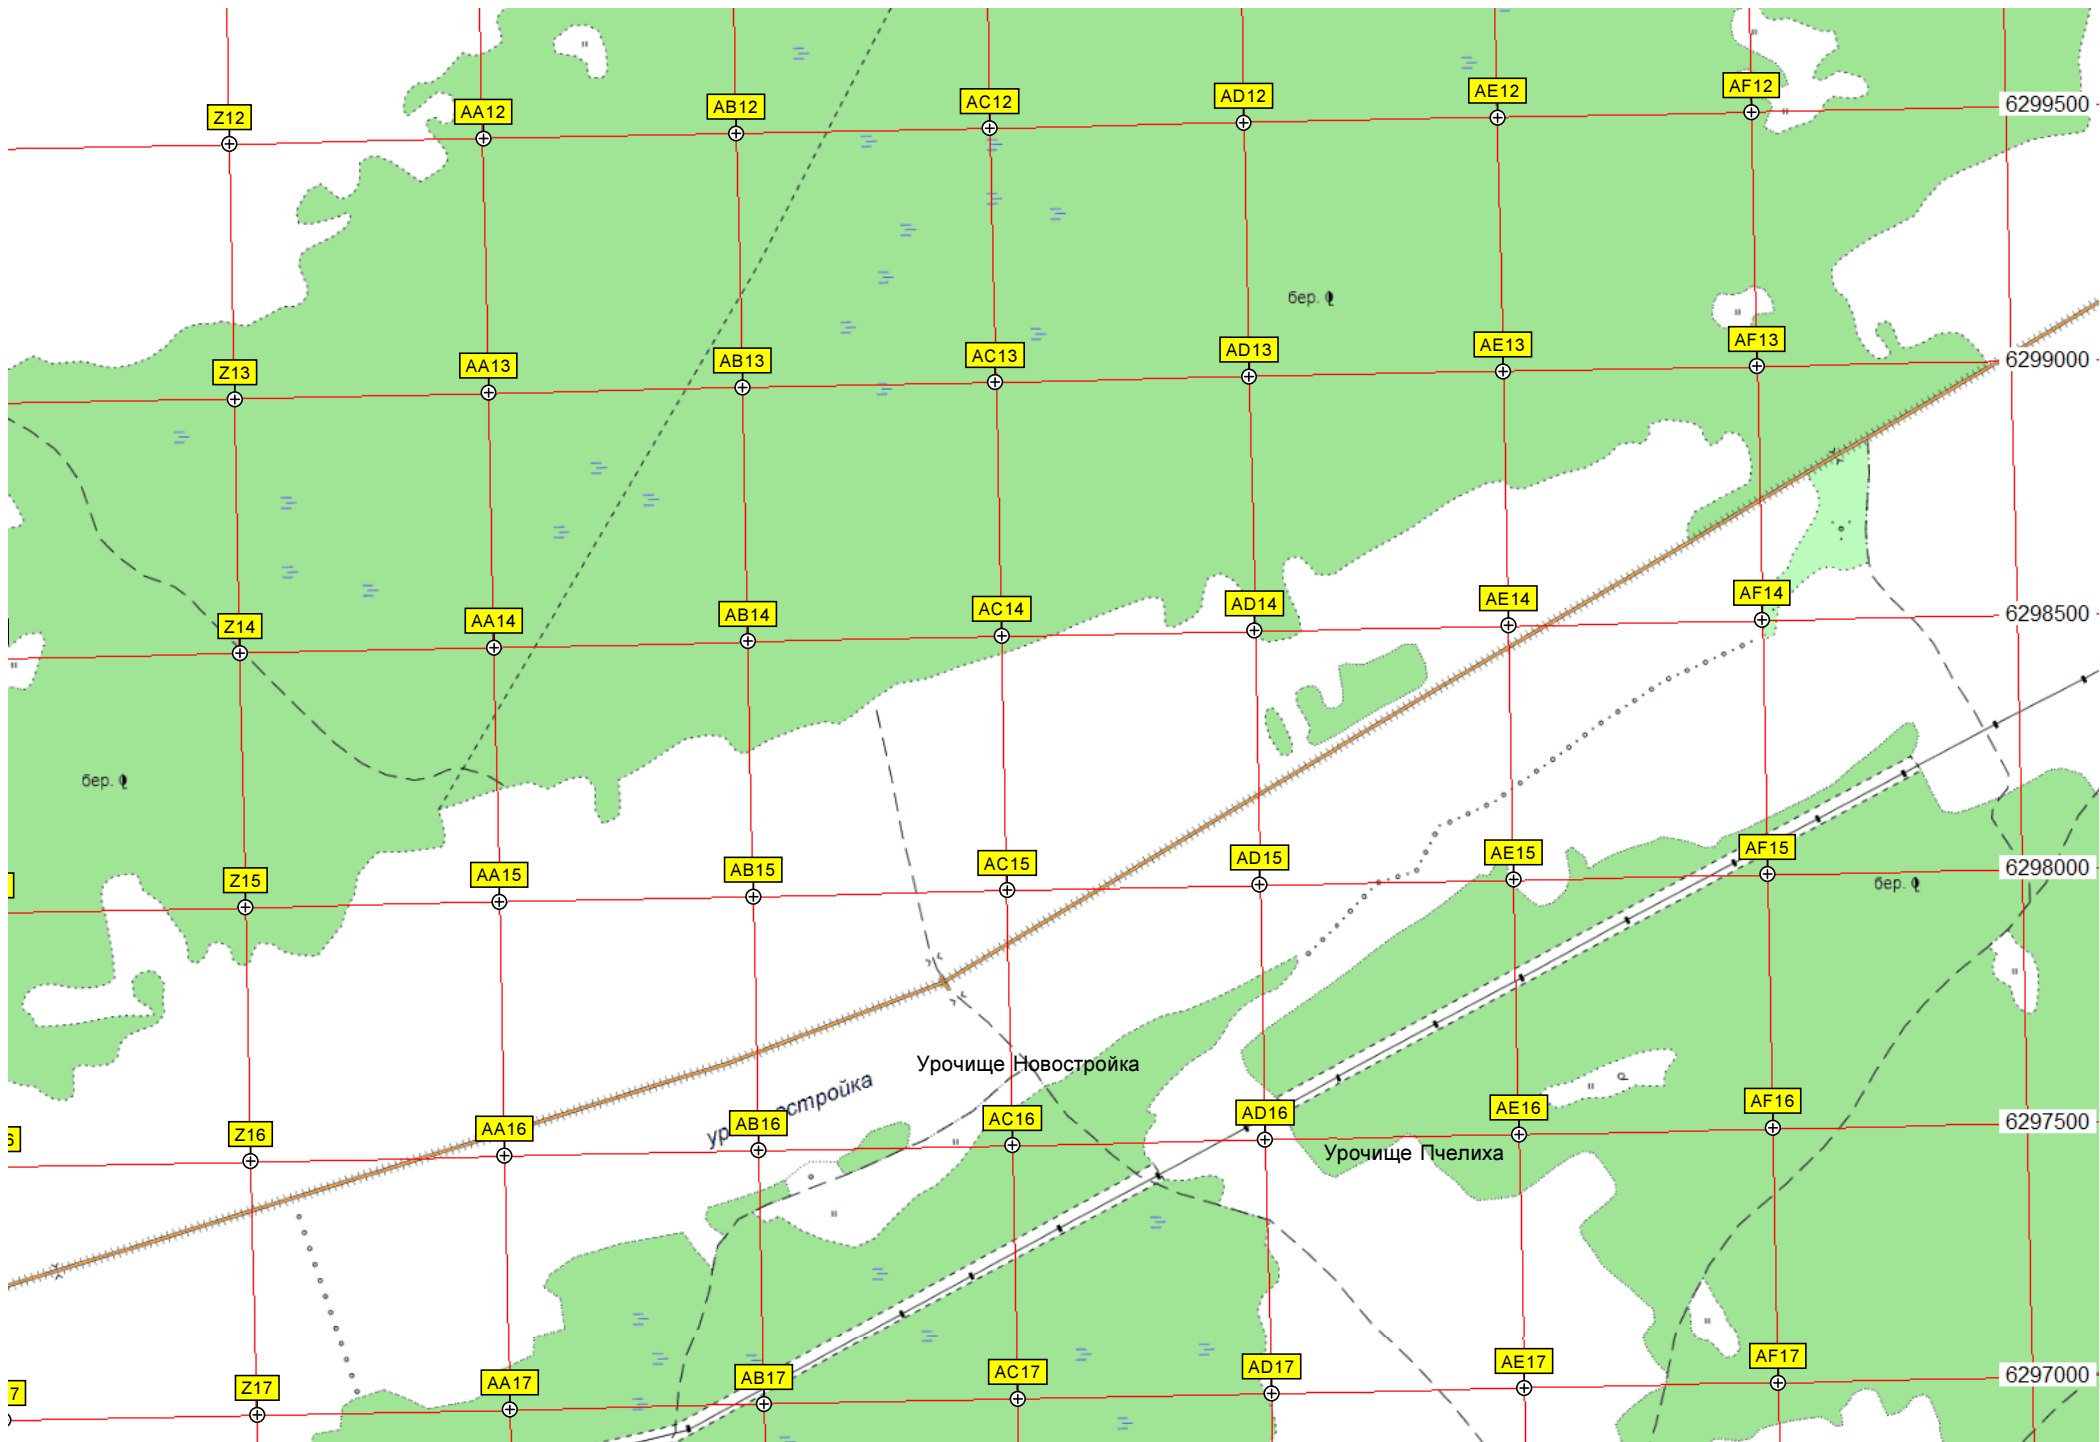 Z12 AA12 AB12 AC12 AD12 AE12 AF12 6299500
бер.
Z13 AA13 AB13 AC13 AD13 AE13 AF13 6299000
Z14 AA14 AB14 AC14 AD14 AE14 AF14 6298500
бер.
Z15 AA15 AB15 AC15 AD15 AE15 AF15 6298000
бер.
Урочище Новостройка
6 Z16 AA16 AB16 AC16 AD16 AE16 AF16 6297500
Урочище Пчелиха
7 Z17 AA17 AB17 AC17 AD17 AE17 AF17 6297000